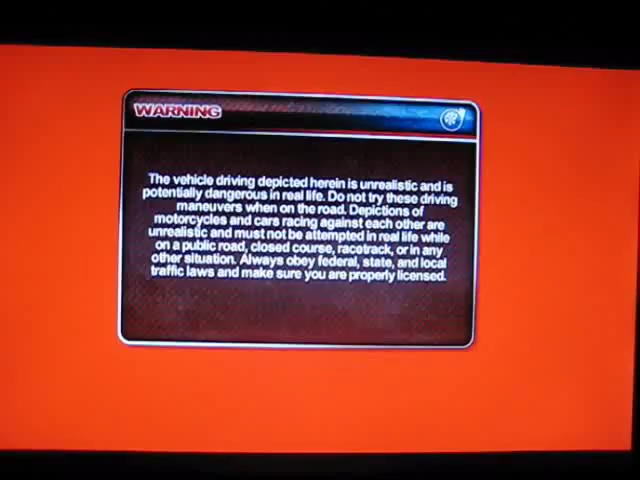 WARNING
The vehicle driving depicted herein is unrealistic and is
potentially dangerous in real life. Do not try these driving
maneuvers when on the road. Depictions of
motorcycles and cars racing against each other are
unrealistic and must not be attempted in real life while
on a public road, closed course, racetrack, or in any
other situation. Always obey federal, state, and local
traffic laws and make sure you are properly licensed.